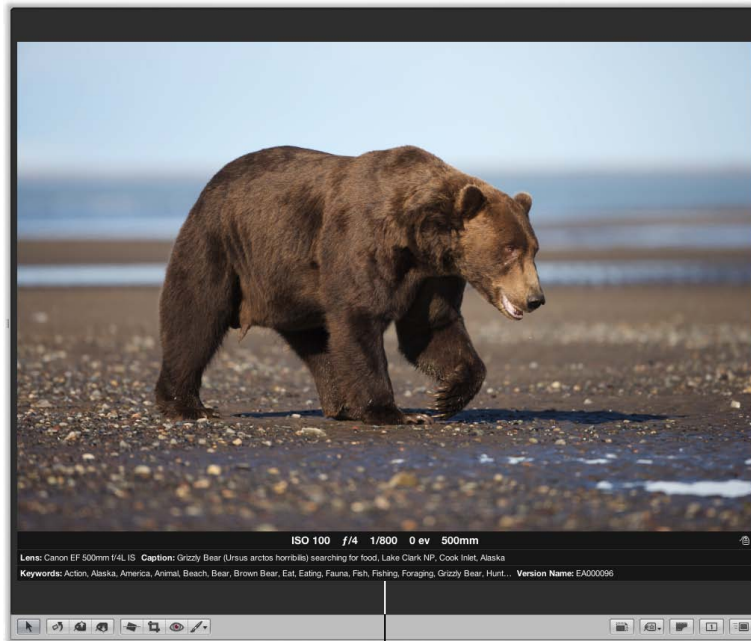 ISO 100 ƒ/4 1/800 0 ev 500mm
Lens: Canon EF 500mm f/4L IS Caption: Grizzly Bear (Ursus arctos horribilis) searching for food, Lake Clark NP, Cook Inlet, Alaska
Keywords: Action, Alaska, America, Animal, Beach, Bear, Brown Bear, Eat, Eating, Fauna, Fish, Fishing, Foraging, Grizzly Bear, Hunt... Version Name: EA000096
1